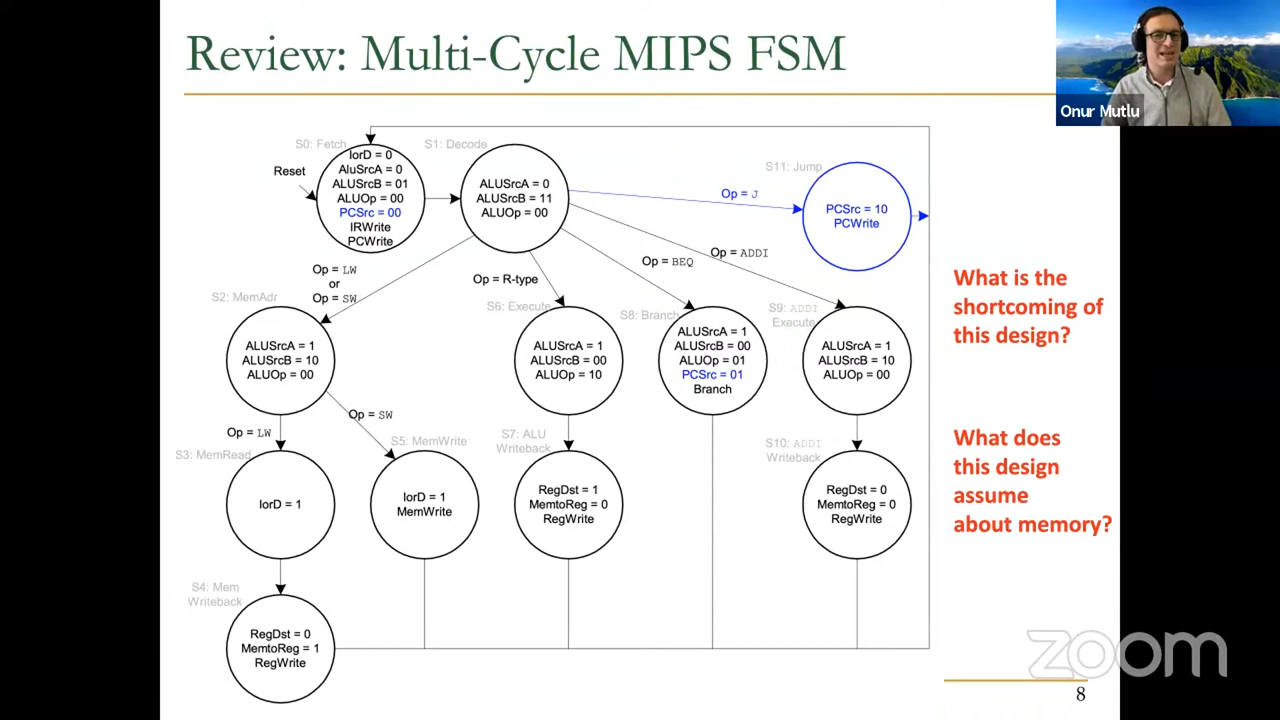 Review: Multi-Cycle MIPS FSM
Onur Mutlu
S0: Fetch
Reset
IorD = 0
AluSrcA = 0
ALUSrcB = 01
ALUOp = 00
PCSrc = 00
IRWrite
PCWrite
S1: Decode
ALUSrcA = 0
ALUSrcB = 11
ALUOp = 00
Op = J
S11: Jump
PCSrc = 10
PCWrite
Op = LW
or
Op = SW
Op = R-type
Op = BEQ
Op = ADDI
S2: MemAdr
ALUSrcA = 1
ALUSrcB = 10
ALUOp = 00
S6: Execute
ALUSrcA = 1
ALUSrcB = 00
ALUOp = 10
S8: Branch
ALUSrcA = 1
ALUSrcB = 00
ALUOp = 01
PCSrc = 01
Branch
S9: ADDI
Execute
ALUSrcA = 1
ALUSrcB = 10
ALUOp = 00
What is the
shortcoming of
this design?
Op = LW
Op = SW
S3: MemRead
IorD = 1
S5: MemWrite
IorD = 1
MemWrite
S7: ALU
Writeback
RegDst = 1
MemtoReg = 0
RegWrite
S10: ADDI
Writeback
RegDst = 0
MemtoReg = 0
RegWrite
What does
this design
assume
about memory?
S4: Mem
Writeback
RegDst = 0
MemtoReg = 1
RegWrite
zoom
8